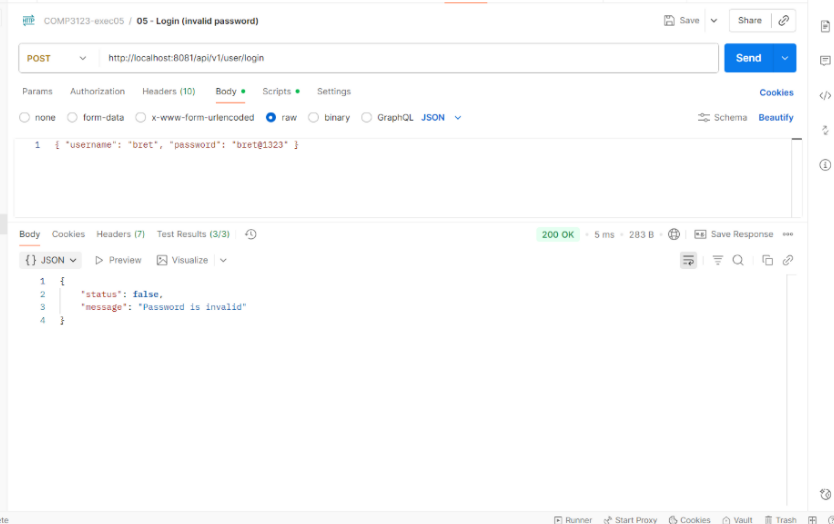 HTTP COMP3123-exec05 / 05 - Login (invalid password) Save Share
POST http://localhost:8081/api/v1/user/login Send
Params Authorization Headers (10) Body Scripts Settings Cookies
none form-data x-www-form-urlencoded raw binary GraphQL JSON Schema Beautify
1 { "username": "bret", "password": "bret@1323" }
Body Cookies Headers (7) Test Results (3/3) 200 OK 5 ms 283 B Save Response
{} JSON Preview Visualize
1 {
2 "status": false,
3 "message": "Password is invalid"
4 }
Runner Start Proxy Cookies Vault Trash